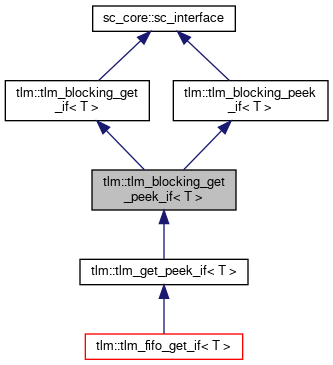 sc_core::sc_interface
tlm::tlm_blocking_get
_if< T >
tlm::tlm_blocking_peek
_if< T >
tlm::tlm_blocking_get
_peek_if< T >
tlm::tlm_get_peek_if< T >
tlm::tlm_fifo_get_if< T >